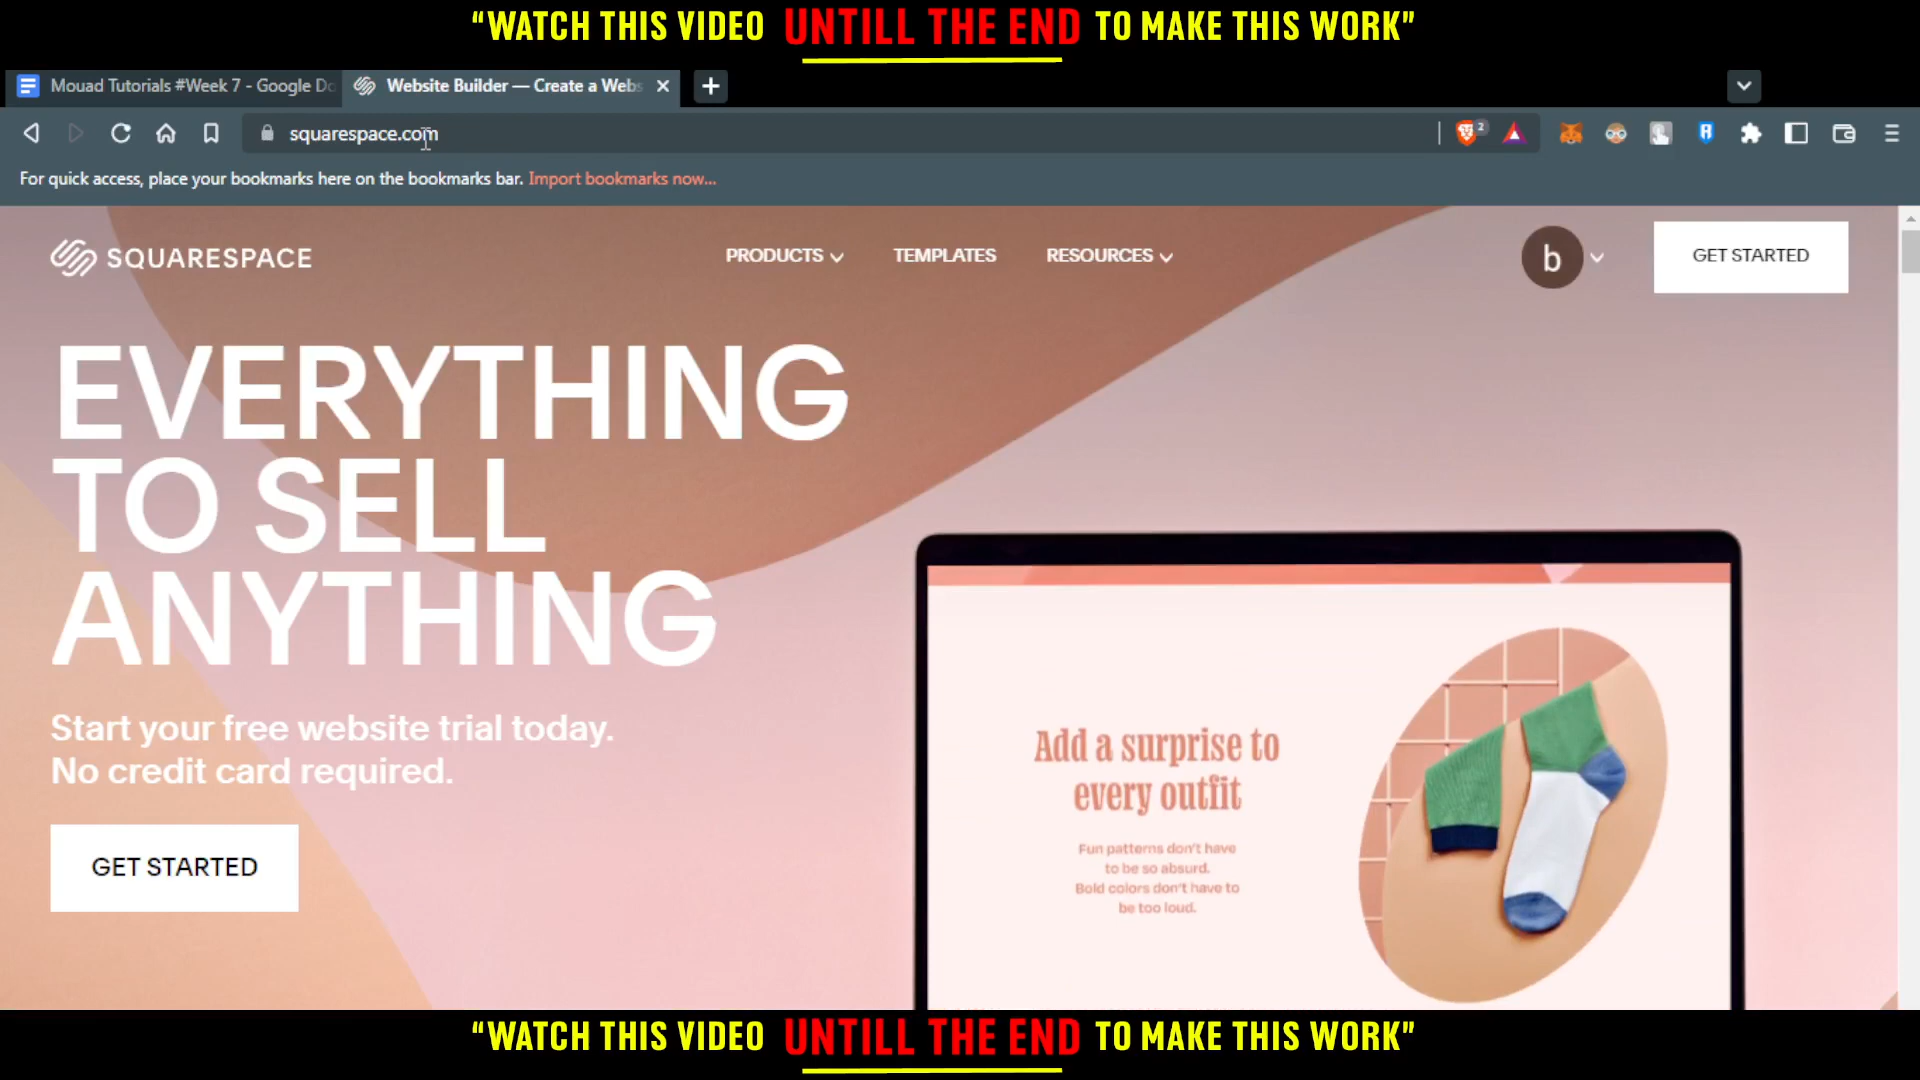 “WATCH THIS VIDEO UNTILL THE END TO MAKE THIS WORK”
Mouad Tutorials #Week 7 - Google Do
Website Builder — Create a Webs
squarespace.com
2
For quick access, place your bookmarks here on the bookmarks bar. Import bookmarks now...
SQUARESPACE
PRODUCTS
TEMPLATES
RESOURCES
b
GET STARTED
EVERYTHING
TO SELL
ANYTHING
Start your free website trial today.
No credit card required.
GET STARTED
Add a surprise to
every outfit
Fun patterns don't have
to be so absurd.
Bold colors don't have to
be too loud.
“WATCH THIS VIDEO UNTILL THE END TO MAKE THIS WORK”